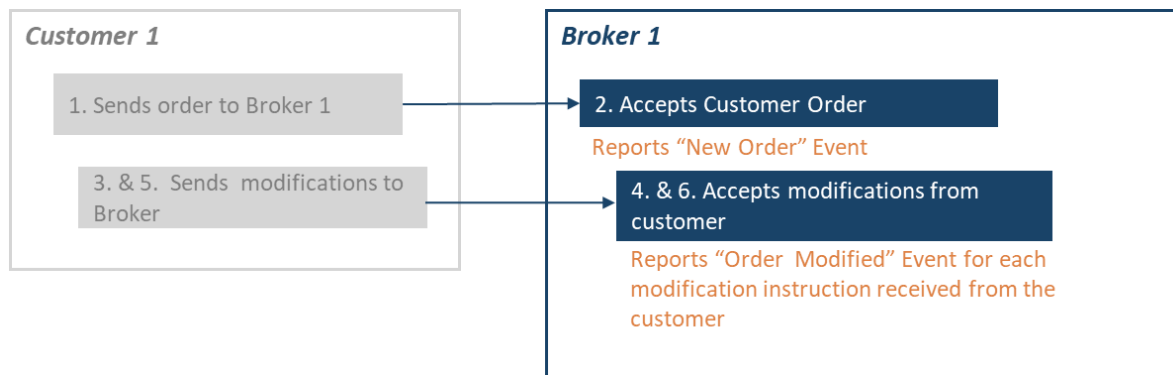 Customer 1
1. Sends order to Broker 1
3. & 5. Sends modifications to
Broker
Broker 1
2. Accepts Customer Order
Reports “New Order” Event
4. & 6. Accepts modifications from
customer
Reports “Order Modified” Event for each
modification instruction received from the
customer